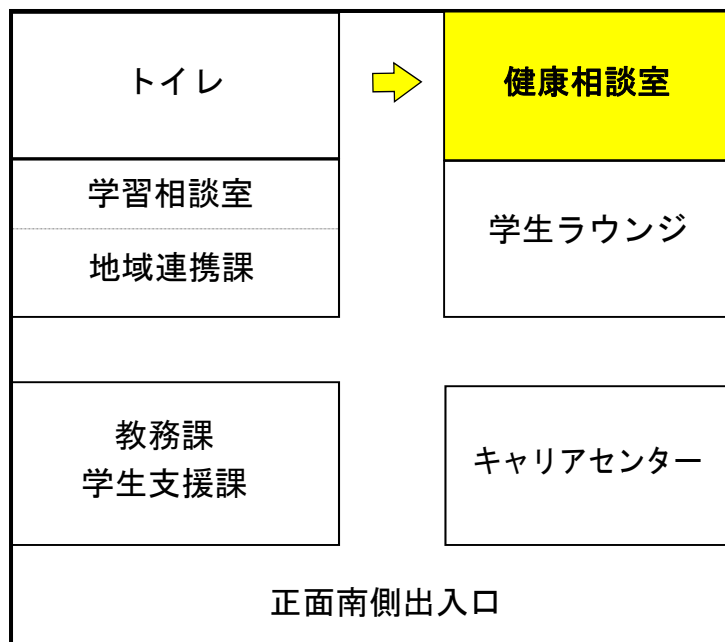 トイレ
健康相談室
学習相談室
学生ラウンジ
地域連携課
教務課
学生支援課
キャリアセンター
正面南側出入口